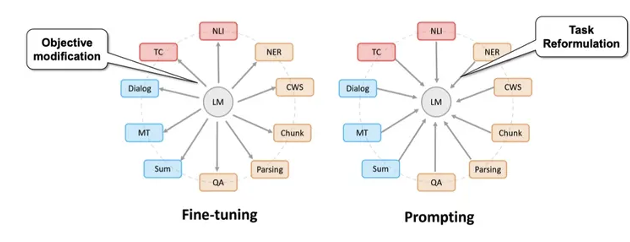 Objective
modification
NLI
TC
NER
Dialog
CWS
LM
MT
Chunk
Sum
Parsing
QA
Fine-tuning
Task
Reformulation
NLI
TC
NER
Dialog
CWS
LM
MT
Chunk
Sum
Parsing
QA
Prompting